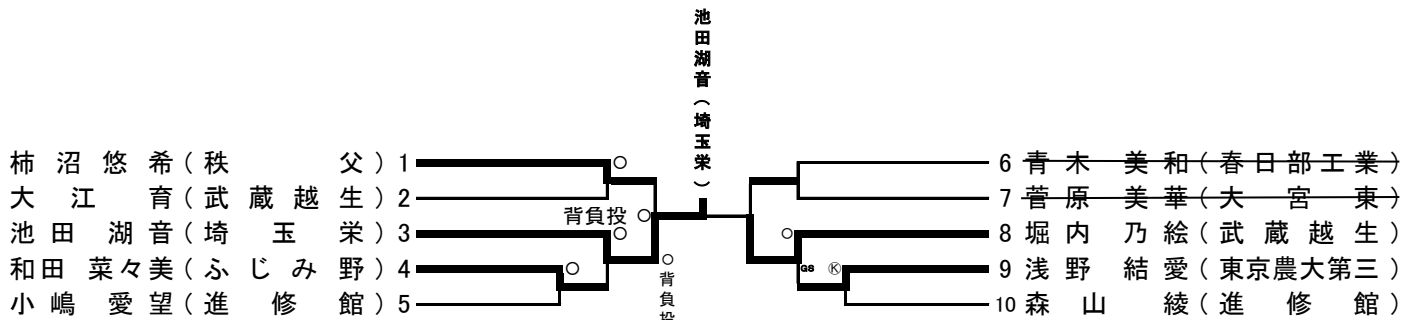 池田湖音（埼玉栄）
柿沼悠希(秩父) 1 ○
大江育(武蔵越生) 2
背負投 ○
池田湖音(埼玉栄) 3 ○
和田菜々美(ふじみ野) 4 ○
小嶋愛望(進修館) 5
○背負投
6 青木美和(春日部工業)
7 菅原美華(大宮東)
○ 8 堀内乃絵(武蔵越生)
GS Ⓚ 9 浅野結愛(東京農大第三)
10 森山綾(進修館)